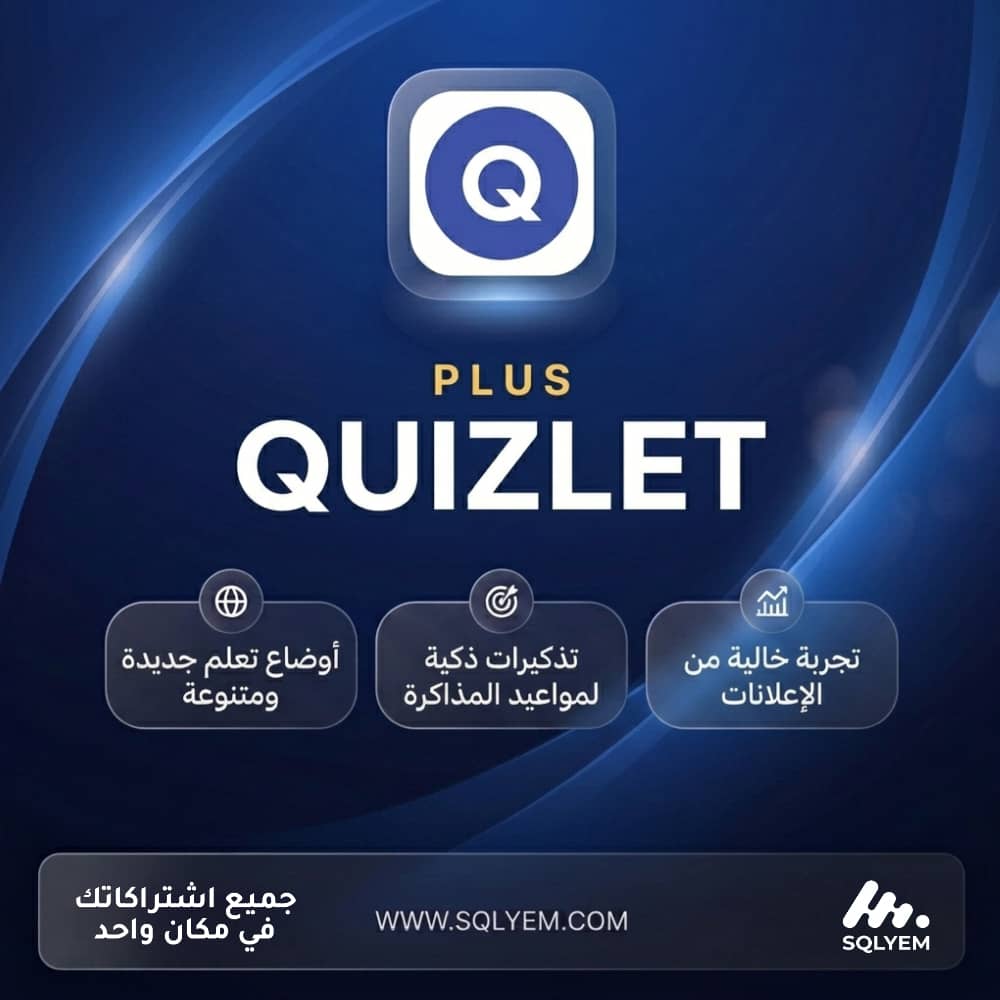 Q
PLUS
QUIZLET
تجربة خالية من
الإعلانات
تذكيرات ذكية
لمواعيد المذاكرة
أوضاع تعلم جديدة
ومتنوعة
جميع اشتراكاتك
في مكان واحد
WWW.SQLYEM.COM
SQLYEM